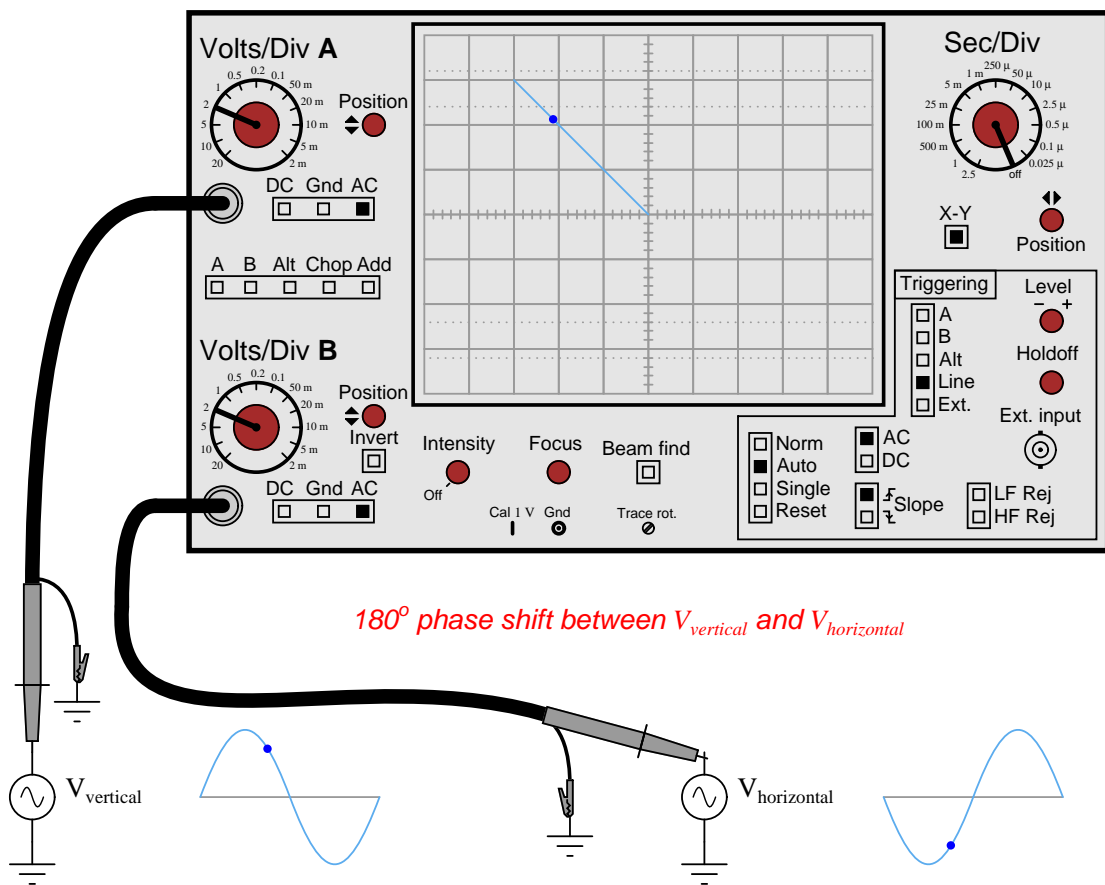 Volts/Div A
2 m
5 m
10 m
20 m
50 m
0.1
0.2
0.5
1
2
5
20
Position
DC Gnd AC
A B Alt Chop Add
Volts/Div B
2 m
5 m
10 m
20 m
50 m
0.1
0.2
0.5
1
2
5
20
Position
Invert
DC Gnd AC
Intensity
Off
Focus
Beam find
Cal 1 V Gnd
Trace rot.
Sec/Div
250 µ
50 µ
10 µ
2.5 µ
0.5 µ
0.1 µ
0.025 µ
off
1 m
5 m
25 m
100 m
500 m
1
2.5
X-Y
Position
Triggering
A
B
Alt
Line
Ext.
Level
− +
Holdoff
Ext. input
Norm
Auto
Single
Reset
AC
DC
Slope
LF Rej
HF Rej
180° phase shift between Vvertical and Vhorizontal
Vvertical
Vhorizontal